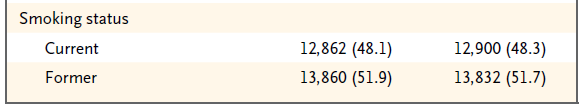 Smoking status
Current 12,862 (48.1) 12,900 (48.3)
Former 13,860 (51.9) 13,832 (51.7)